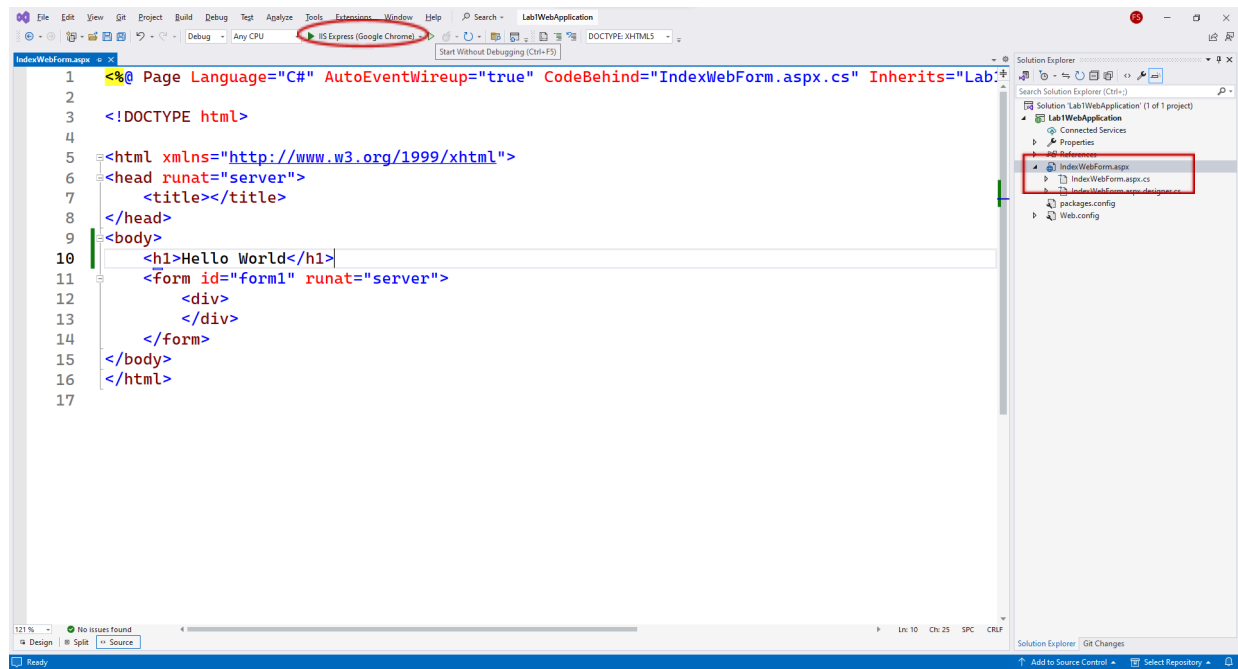 File Edit View Git Project Build Debug Test Analyze Tools Extensions Window Help Search Lab1WebApplication FS
Debug Any CPU IIS Express (Google Chrome) DOCTYPE: XHTML5
Start Without Debugging (Ctrl+F5)
IndexWebForm.aspx
1 <%@ Page Language="C#" AutoEventWireup="true" CodeBehind="IndexWebForm.aspx.cs" Inherits="Lab1
2
3 <!DOCTYPE html>
4
5 <html xmlns="http://www.w3.org/1999/xhtml">
6 <head runat="server">
7 <title></title>
8 </head>
9 <body>
10 <h1>Hello World</h1>
11 <form id="form1" runat="server">
12 <div>
13 </div>
14 </form>
15 </body>
16 </html>
17
121 % No issues found Ln: 10 Ch: 25 SPC CRLF
Design Split Source
Solution Explorer
Search Solution Explorer (Ctrl+;)
Solution 'Lab1WebApplication' (1 of 1 project)
Lab1WebApplication
Connected Services
Properties
References
IndexWebForm.aspx
IndexWebForm.aspx.cs
IndexWebForm.aspx.designer.cs
packages.config
Web.config
Solution Explorer Git Changes
Ready Add to Source Control Select Repository